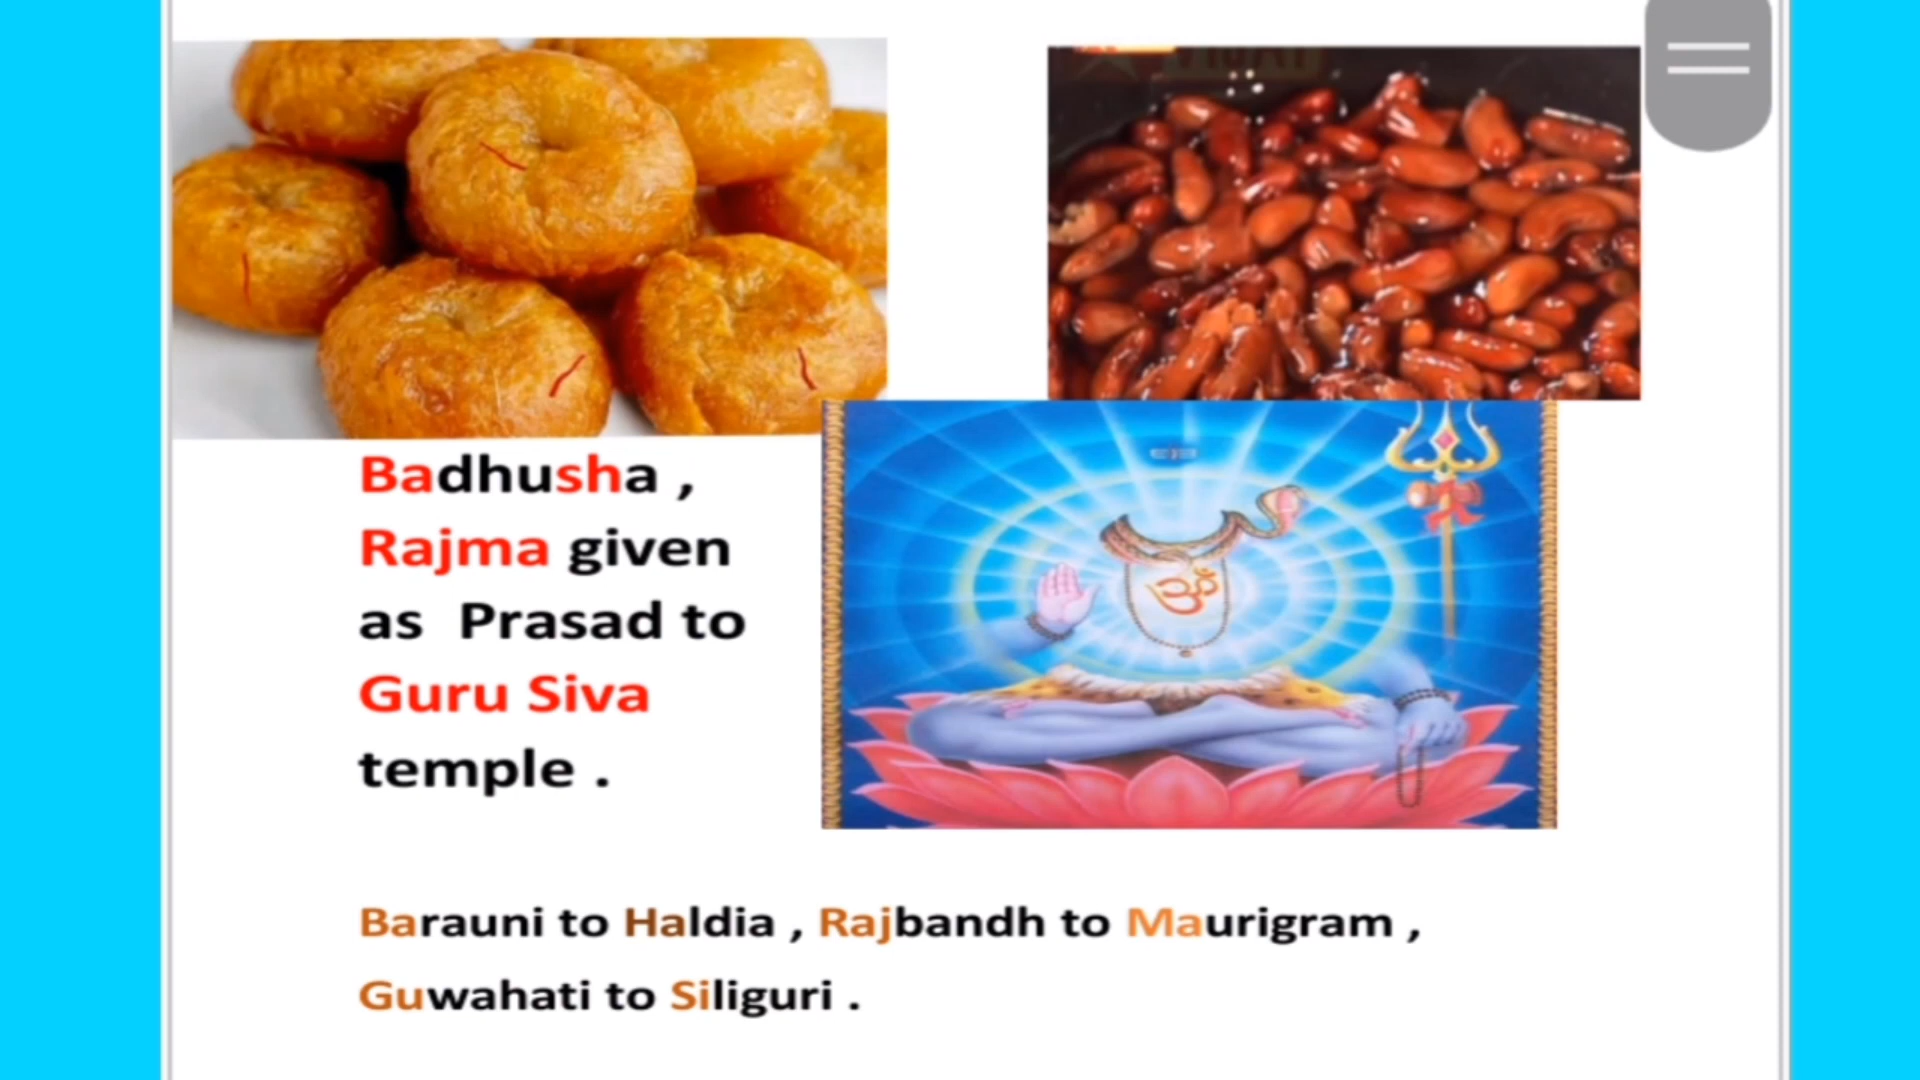 Badhusha ,
Rajma given
as Prasad to
Guru Siva
temple .
ॐ
Barauni to Haldia , Rajbandh to Maurigram ,
Guwahati to Siliguri .